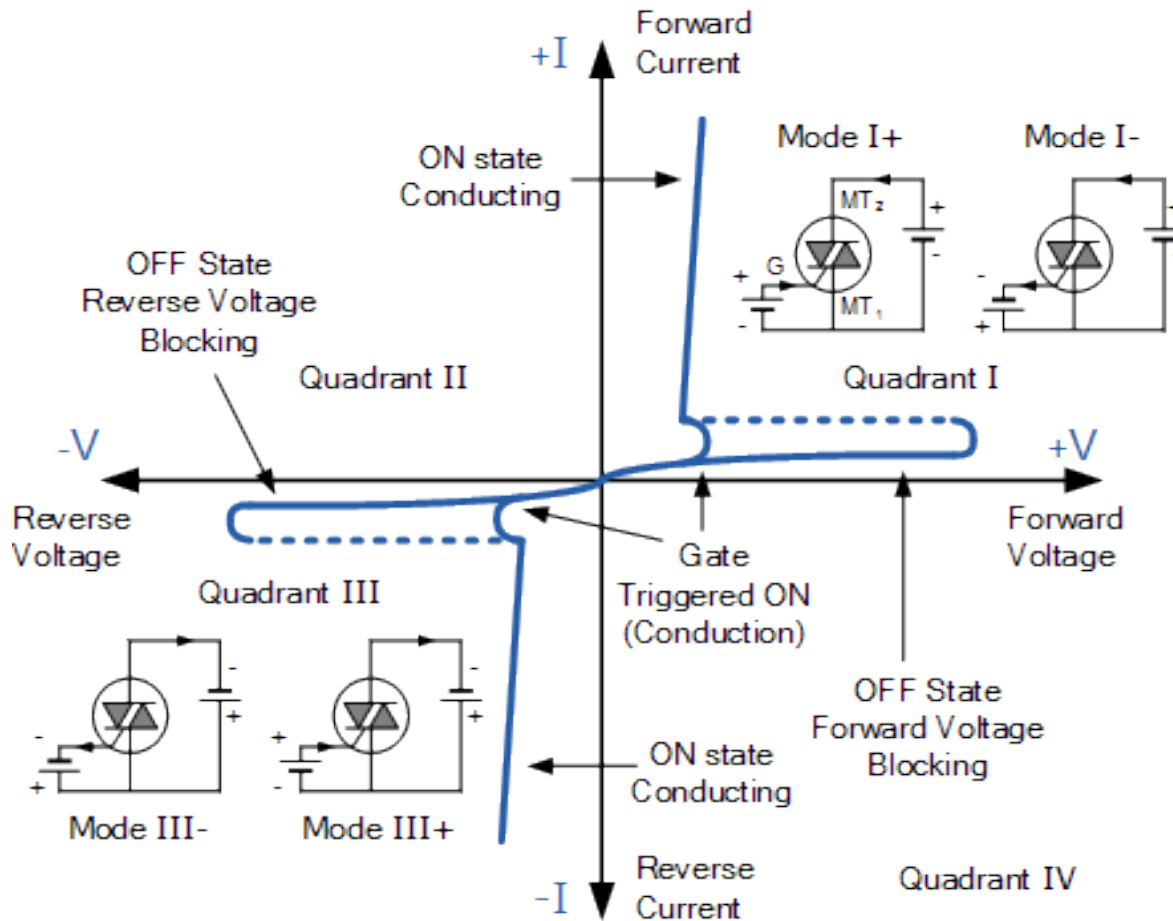 Forward
Current
+I
Mode I+
Mode I-
ON state
Conducting
MT2
+
+
G
+
-
-
-
MT1
-
+
OFF State
Reverse Voltage
Blocking
Quadrant II
Quadrant I
-V
+V
Reverse
Voltage
Forward
Voltage
Gate
Triggered ON
(Conduction)
Quadrant III
-
+
-
+
-
+
-
+
OFF State
Forward Voltage
Blocking
ON state
Conducting
Mode III-
Mode III+
-I
Reverse
Current
Quadrant IV